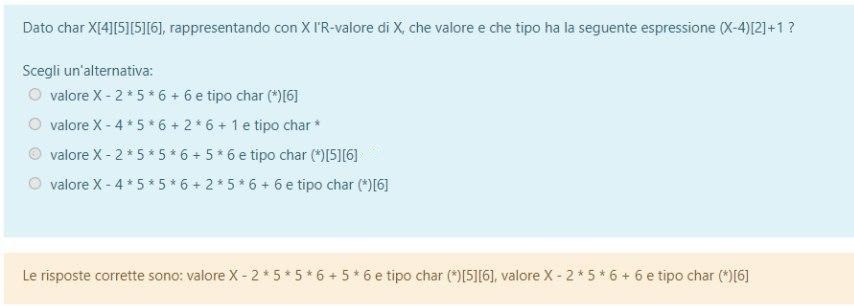 Dato char X[4][5][5][6], rappresentando con X l'R-valore di X, che valore e che tipo ha la seguente espressione (X-4)[2]+1 ?
Scegli un'alternativa:
valore X - 2 * 5 * 6 + 6 e tipo char (*)[6]
valore X - 4 * 5 * 6 + 2 * 6 + 1 e tipo char *
valore X - 2 * 5 * 5 * 6 + 5 * 6 e tipo char (*)[5][6]
valore X - 4 * 5 * 5 * 6 + 2 * 5 * 6 + 6 e tipo char (*)[6]
Le risposte corrette sono: valore X - 2 * 5 * 5 * 6 + 5 * 6 e tipo char (*)[5][6], valore X - 2 * 5 * 6 + 6 e tipo char (*)[6]